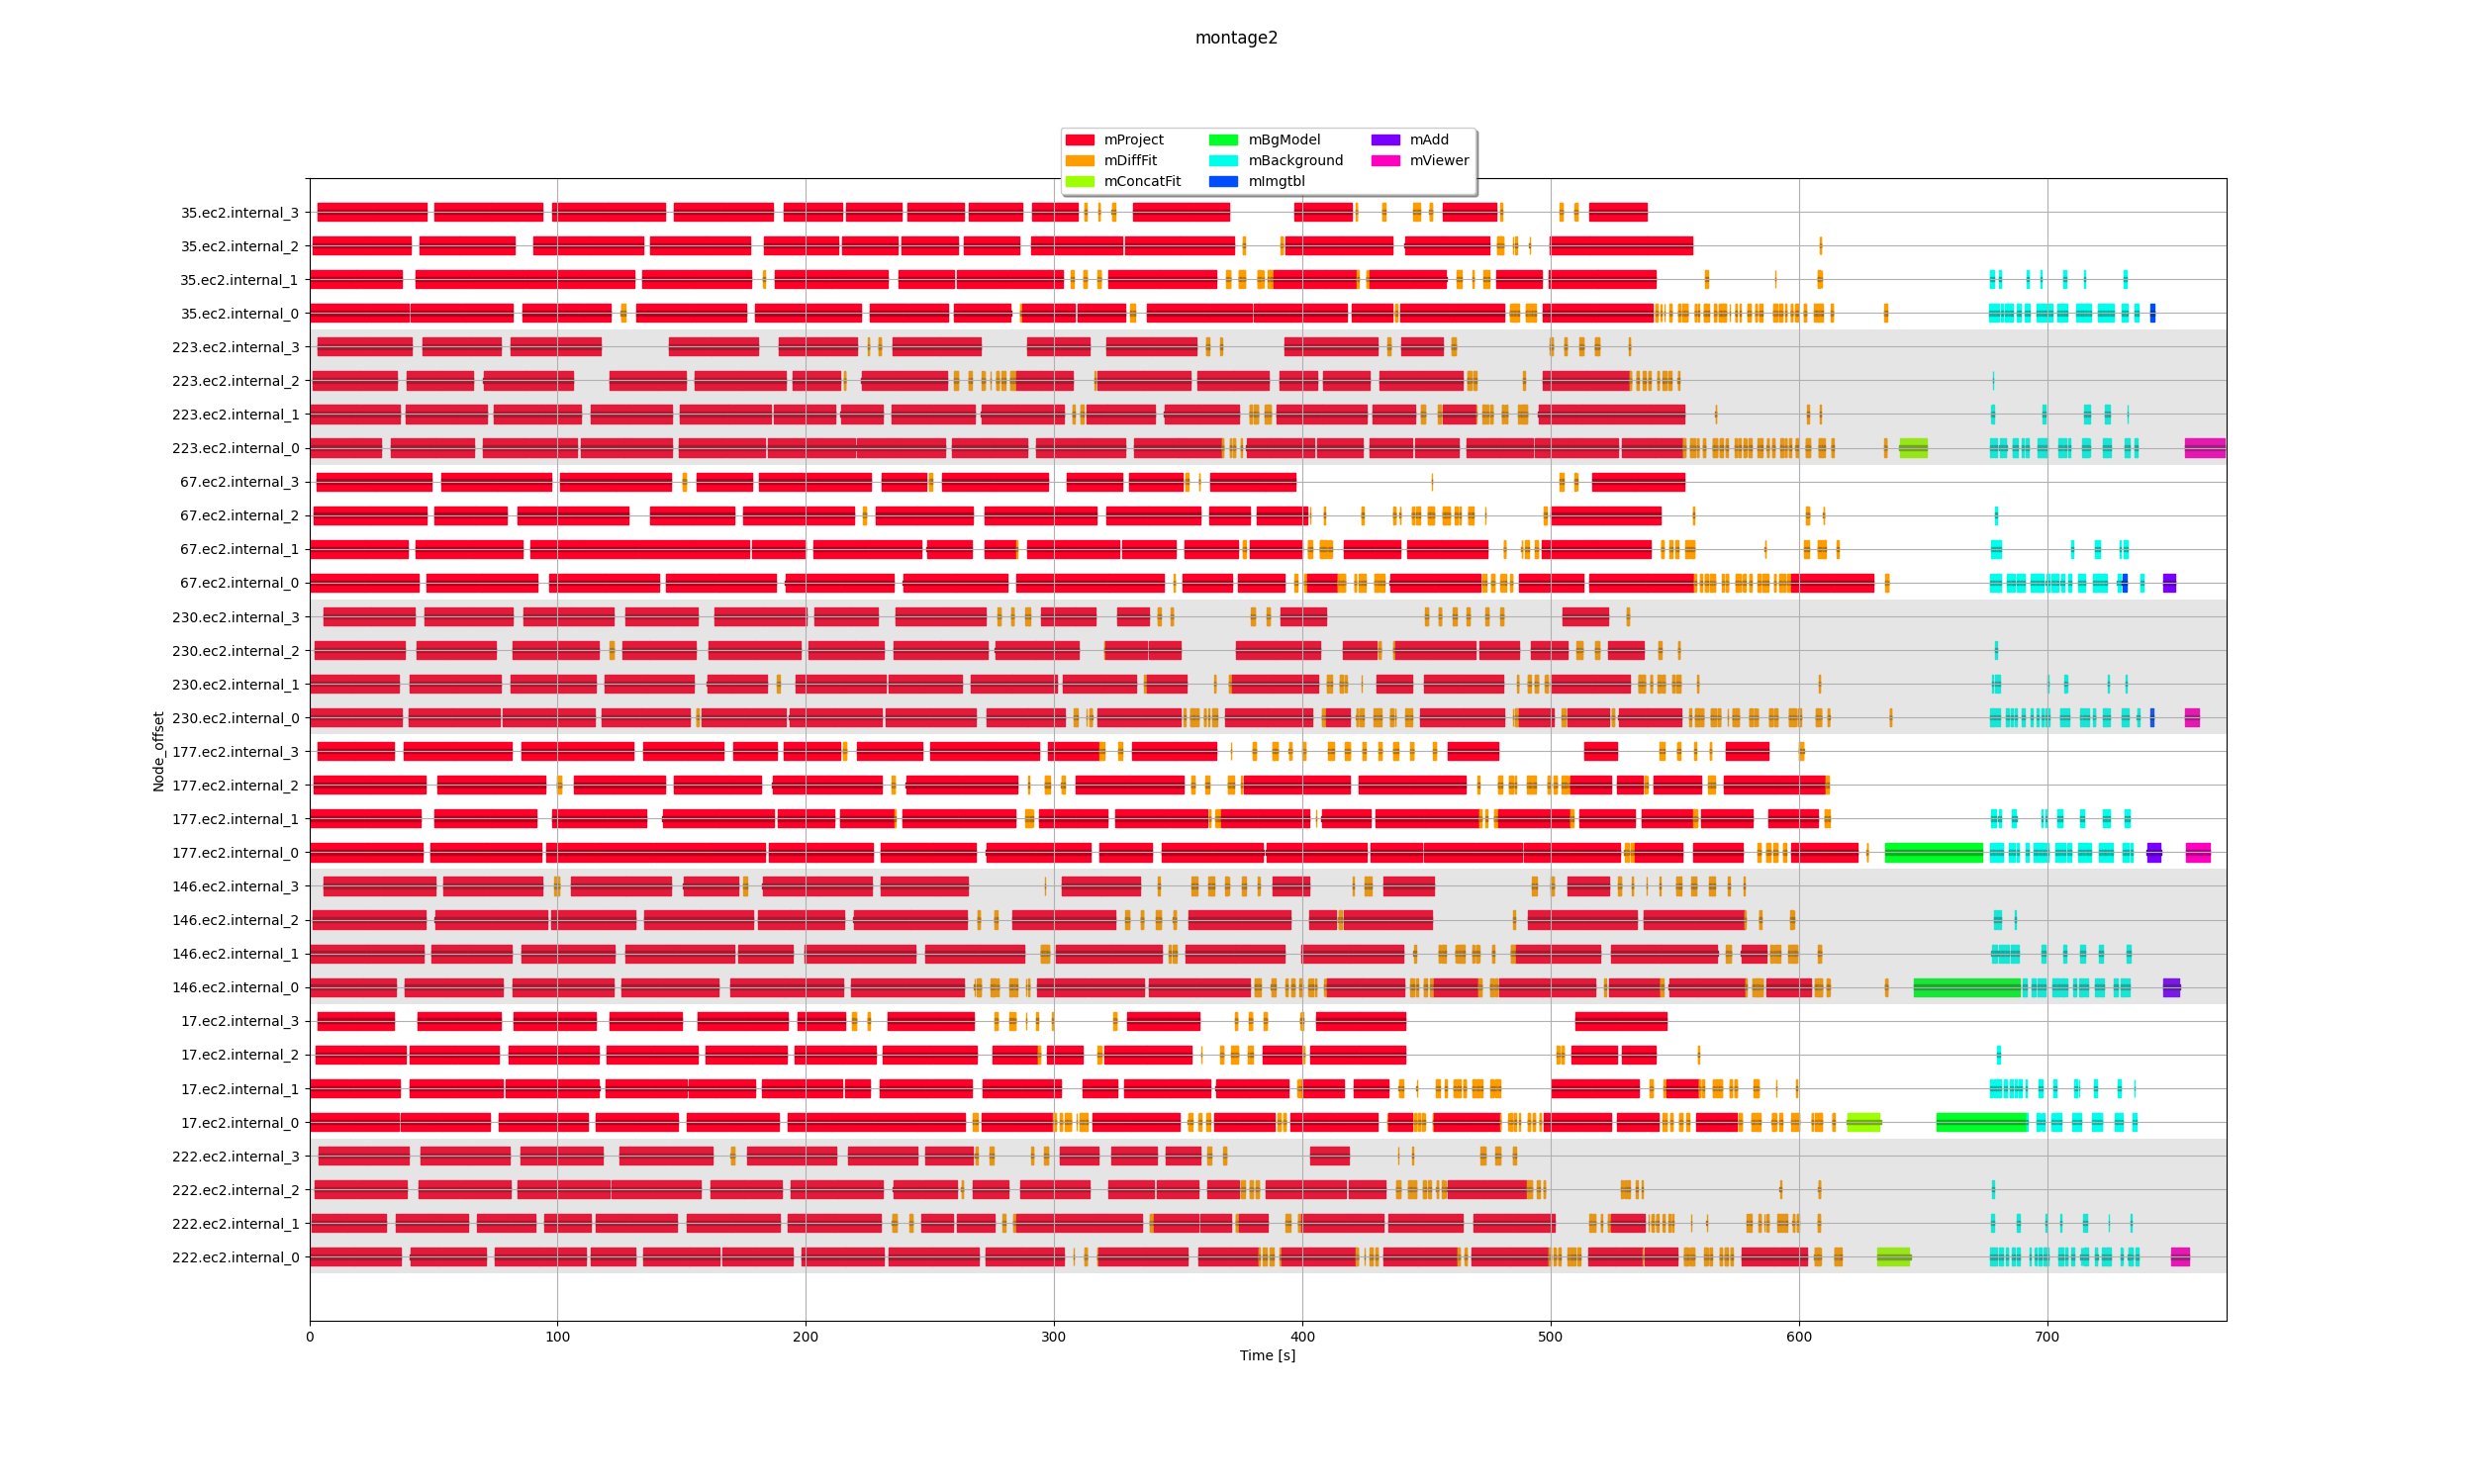 montage2
mProject
mDiffFit
mConcatFit
mBgModel
mBackground
mImgtbl
mAdd
mViewer
35.ec2.internal_3
35.ec2.internal_2
35.ec2.internal_1
35.ec2.internal_0
223.ec2.internal_3
223.ec2.internal_2
223.ec2.internal_1
223.ec2.internal_0
67.ec2.internal_3
67.ec2.internal_2
67.ec2.internal_1
67.ec2.internal_0
230.ec2.internal_3
230.ec2.internal_2
230.ec2.internal_1
230.ec2.internal_0
177.ec2.internal_3
177.ec2.internal_2
177.ec2.internal_1
177.ec2.internal_0
146.ec2.internal_3
146.ec2.internal_2
146.ec2.internal_1
146.ec2.internal_0
17.ec2.internal_3
17.ec2.internal_2
17.ec2.internal_1
17.ec2.internal_0
222.ec2.internal_3
222.ec2.internal_2
222.ec2.internal_1
222.ec2.internal_0
Node_offset
0 100 200 300 400 500 600 700
Time [s]